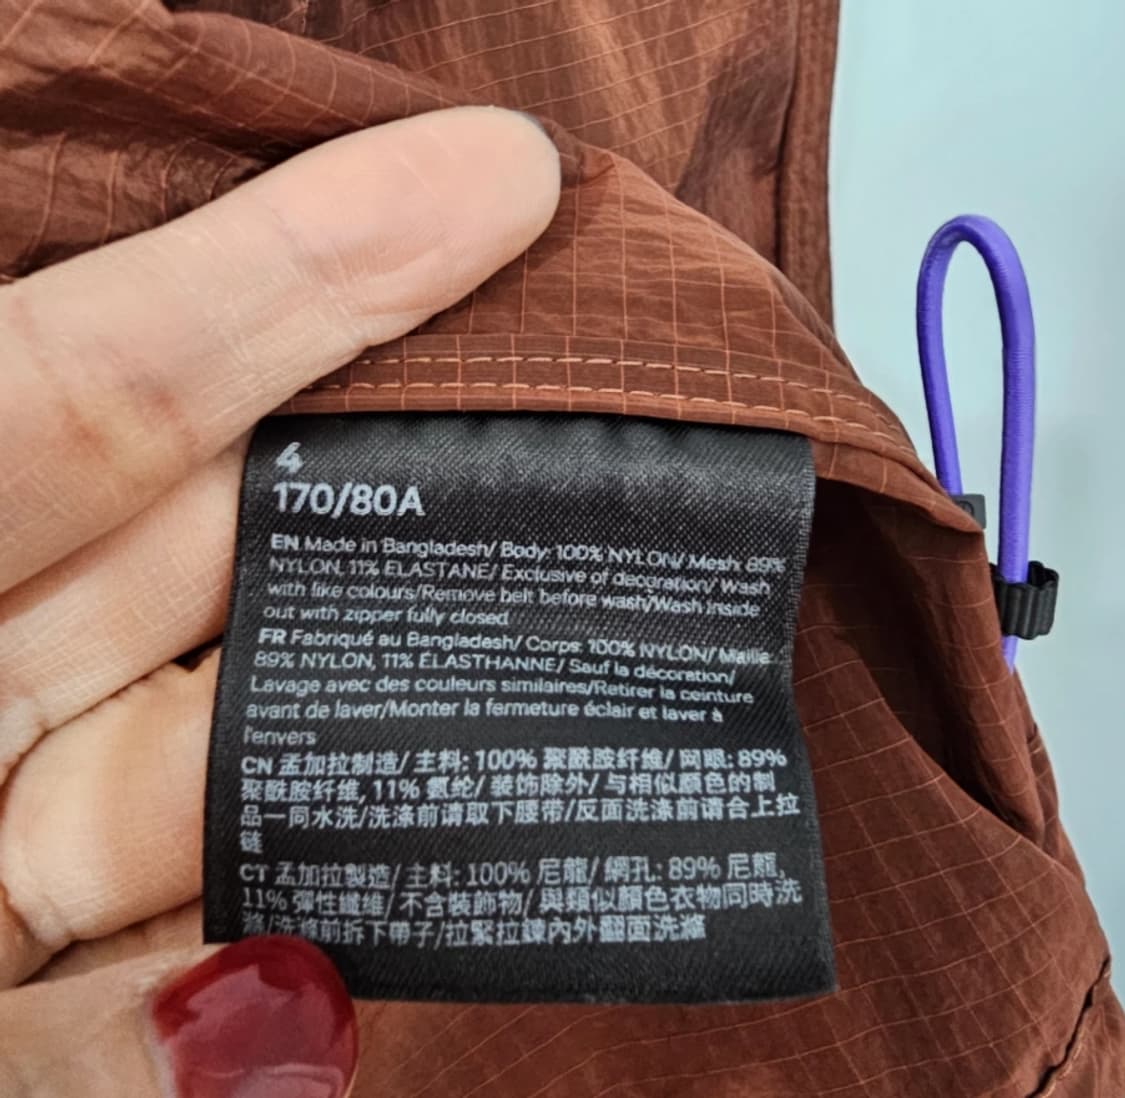 4
170/80A
EN Made in Bangladesh/ Body: 100% NYLON/ Mesh: 89%
NYLON, 11% ELASTANE/ Exclusive of decoration/ Wash
with like colours/Remove belt before wash/Wash inside
out with zipper fully closed
FR Fabriqué au Bangladesh/ Corps: 100% NYLON/ Maille:
89% NYLON, 11% ÉLASTHANNE/ Sauf la décoration/
Lavage avec des couleurs similaires/Retirer la ceinture
avant de laver/Monter la fermeture éclair et laver à
l'envers
CN 孟加拉制造/ 主料: 100% 聚酰胺纤维/ 网眼: 89%
聚酰胺纤维, 11% 氨纶/ 装饰除外/ 与相似颜色的制
品一同水洗/洗涤前请取下腰带/反面洗涤前请合上拉
链
CT 孟加拉製造/ 主料: 100% 尼龍/ 網孔: 89% 尼龍,
11% 彈性纖維/ 不含裝飾物/ 與類似顏色衣物同時洗
滌/洗滌前拆下帶子/拉緊拉鍊內外翻面洗滌